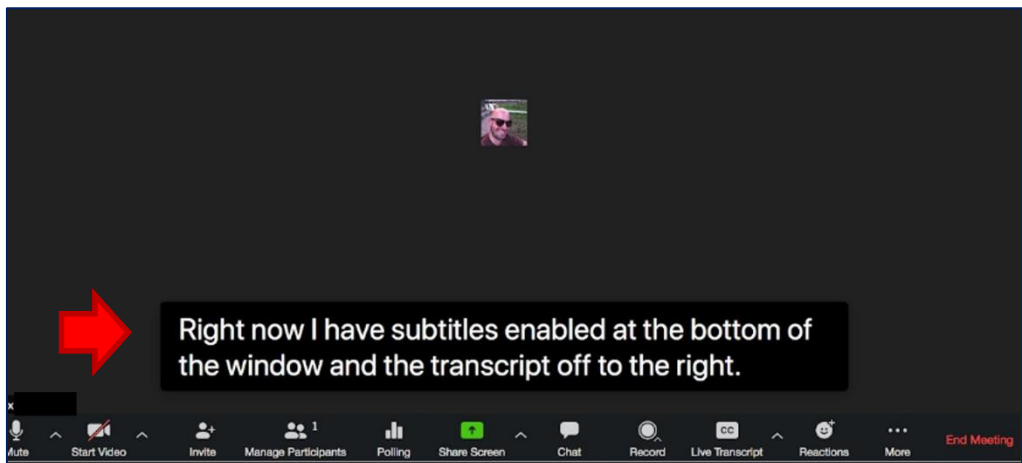 Right now I have subtitles enabled at the bottom of
the window and the transcript off to the right.
x
Mute Start Video Invite Manage Participants 1 Polling Share Screen Chat Record CC Live Transcript Reactions More End Meeting